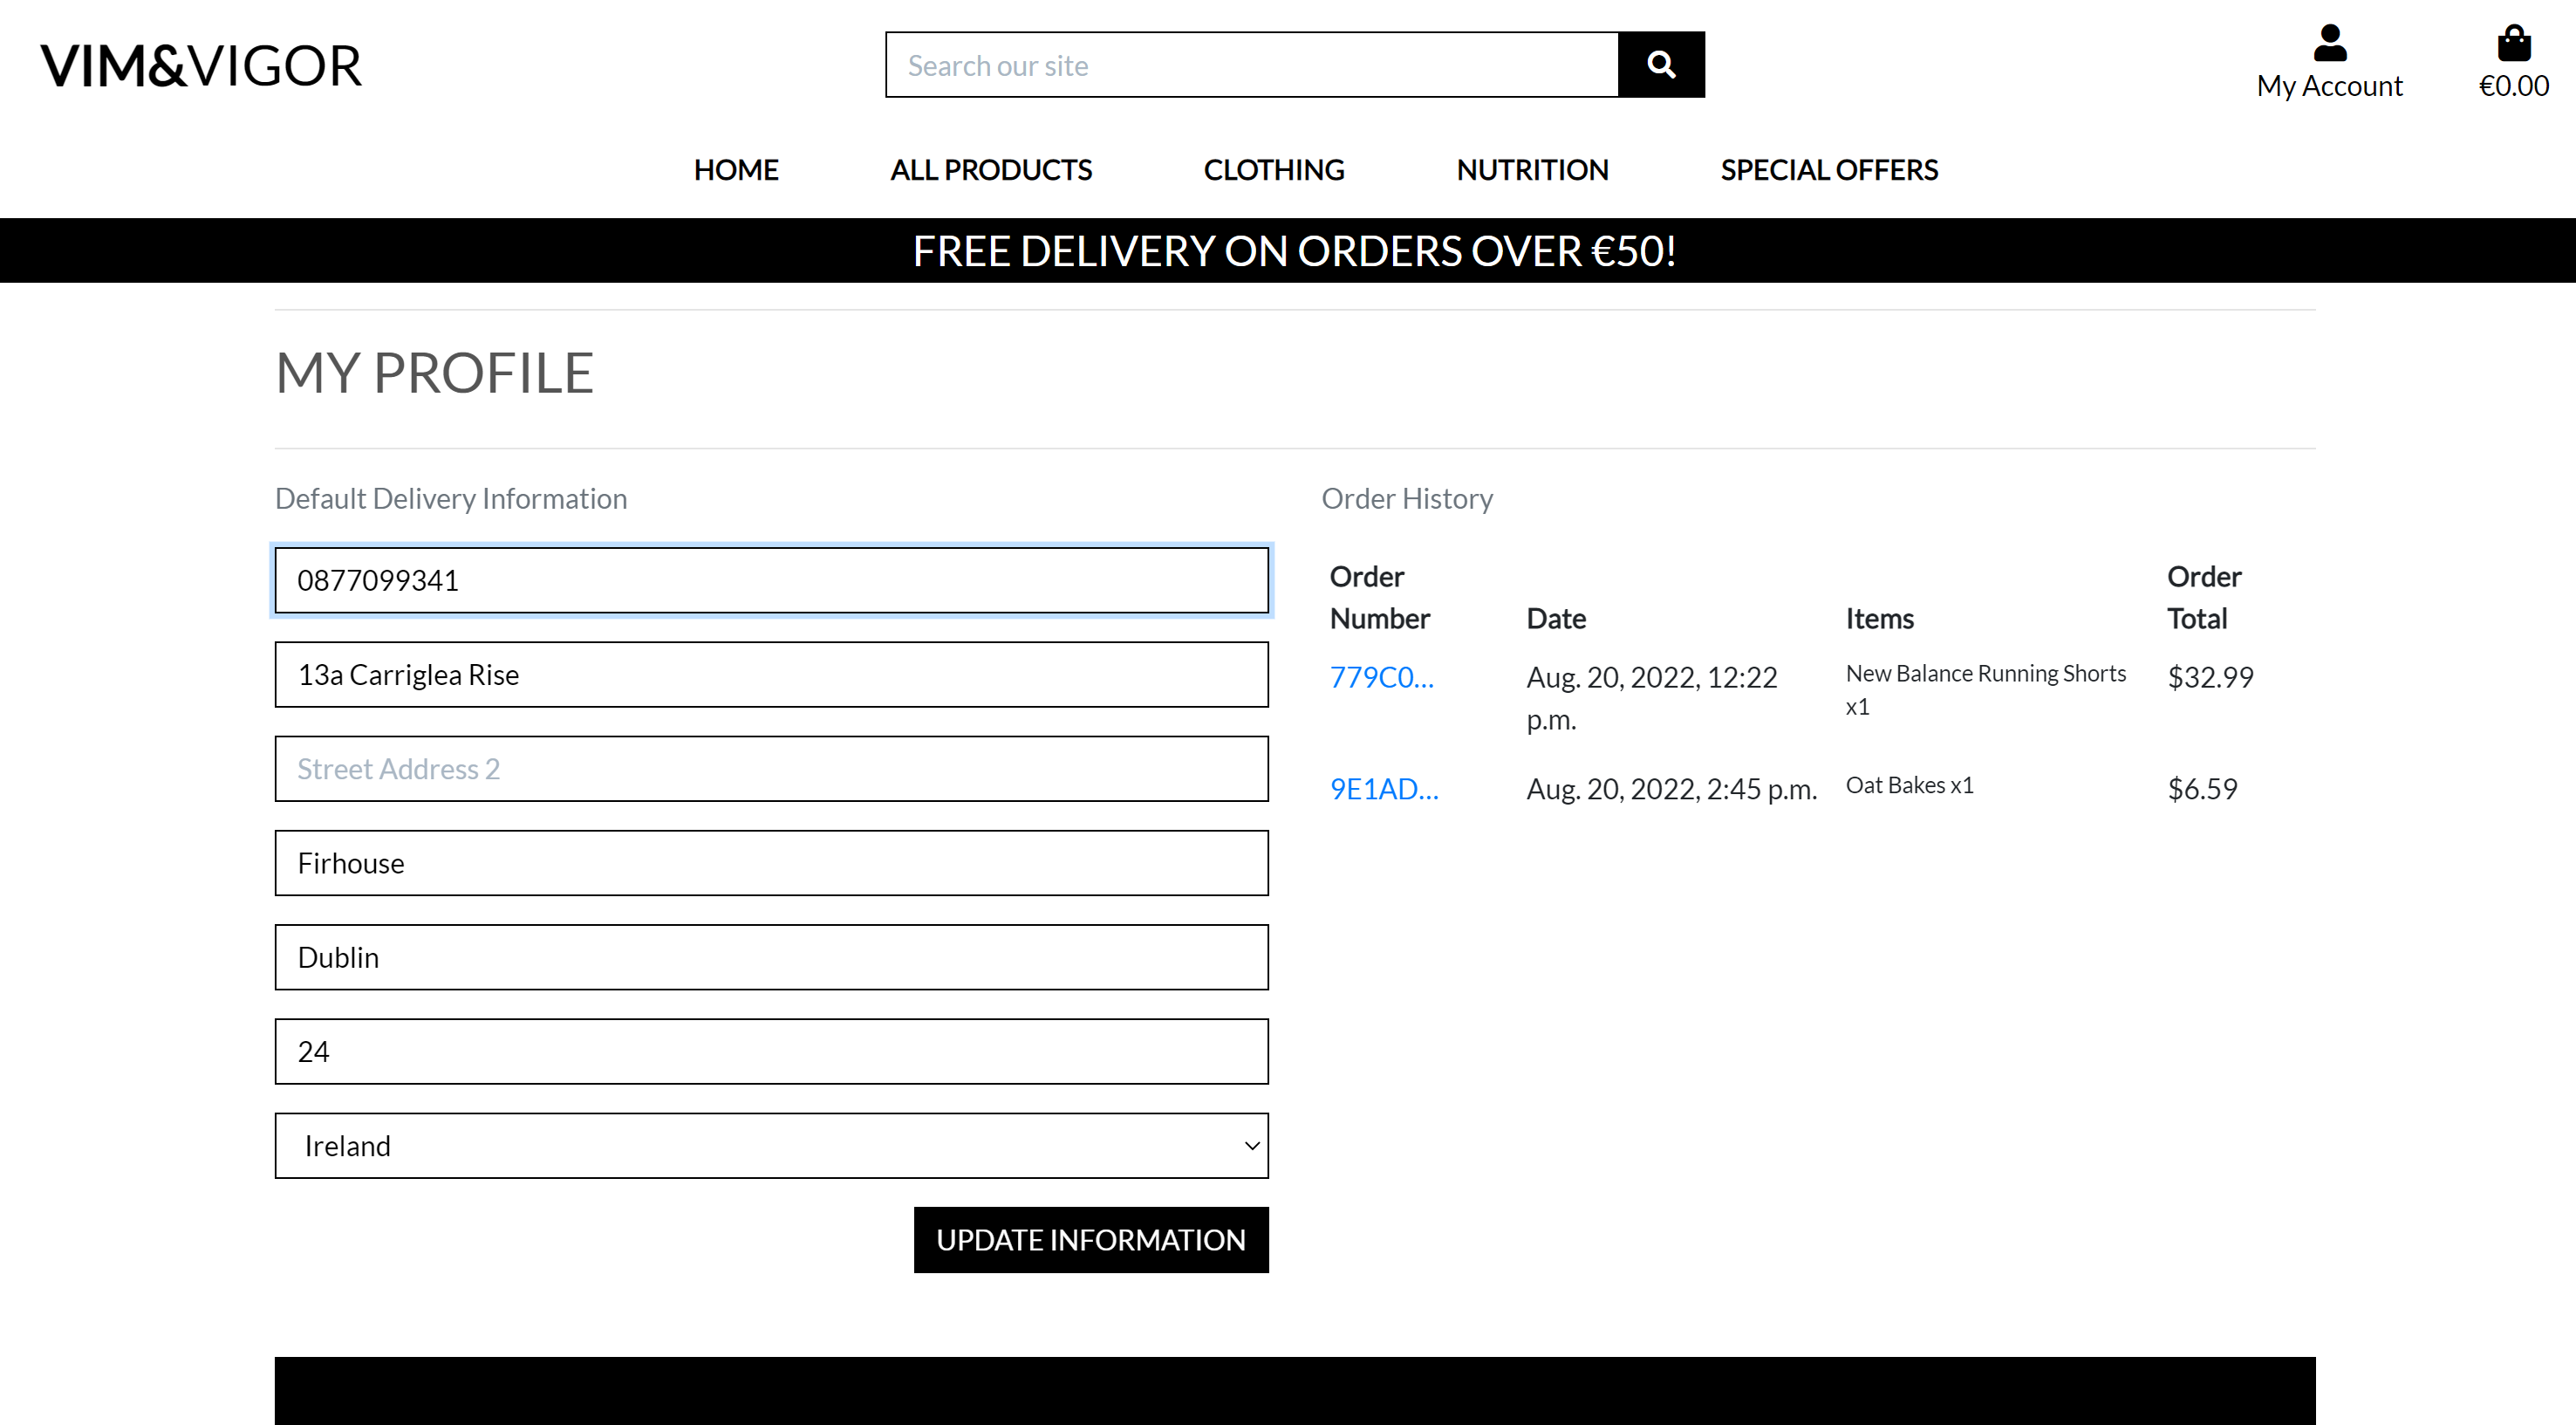 VIM&VIGOR
Search our site
My Account
€0.00
HOME
ALL PRODUCTS
CLOTHING
NUTRITION
SPECIAL OFFERS
FREE DELIVERY ON ORDERS OVER €50!
MY PROFILE
Default Delivery Information
0877099341
13a Carriglea Rise
Street Address 2
Firhouse
Dublin
24
Ireland
UPDATE INFORMATION
Order History
Order
Number
Date
Items
Order
Total
779C0...
Aug. 20, 2022, 12:22
p.m.
New Balance Running Shorts
x1
$32.99
9E1AD...
Aug. 20, 2022, 2:45 p.m.
Oat Bakes x1
$6.59